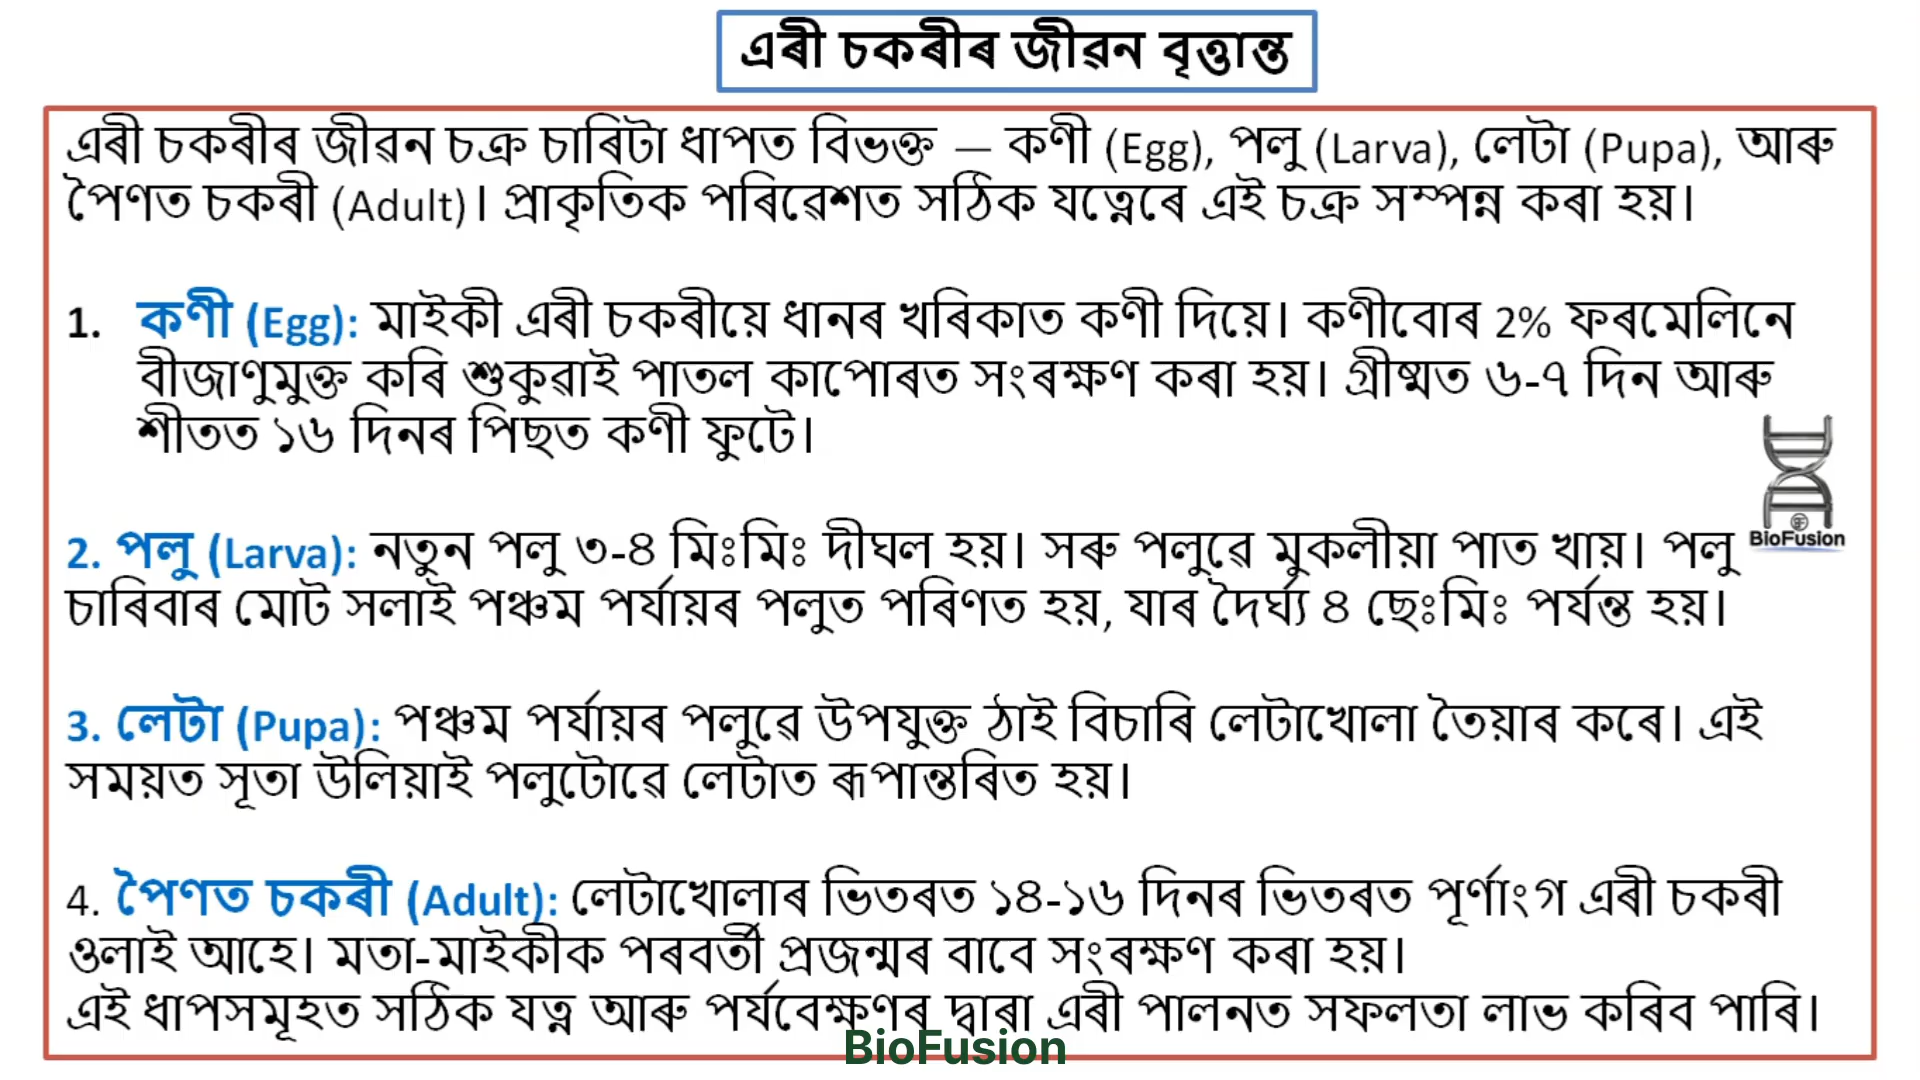 এৰী চকৰীৰ জীৱন বৃত্তান্ত
এৰী চকৰীৰ জীৱন চক্ৰ চাৰিটা ধাপত বিভক্ত — কণী (Egg), পলু (Larva), লেটা (Pupa), আৰু
পৈণত চকৰী (Adult)। প্ৰাকৃতিক পৰিৱেশত সঠিক যত্নেৰে এই চক্ৰ সম্পন্ন কৰা হয়।
1. কণী (Egg): মাইকী এৰী চকৰীয়ে ধানৰ খৰিকাত কণী দিয়ে। কণীবোৰ 2% ফৰমেলিনে
বীজাণুমুক্ত কৰি শুকুৱাই পাতল কাপোৰত সংৰক্ষণ কৰা হয়। গ্ৰীষ্মত ৬-৭ দিন আৰু
শীতত ১৬ দিনৰ পিছত কণী ফুটে।
BioFusion
2. পলু (Larva): নতুন পলু ৩-৪ মিঃমিঃ দীঘল হয়। সৰু পলুৱে মুকলীয়া পাত খায়। পলু
চাৰিবাৰ মোট সলাই পঞ্চম পৰ্যায়ৰ পলুত পৰিণত হয়, যাৰ দৈৰ্ঘ্য ৪ ছেঃমিঃ পৰ্যন্ত হয়।
3. লেটা (Pupa): পঞ্চম পৰ্যায়ৰ পলুৱে উপযুক্ত ঠাই বিচাৰি লেটাখোলা তৈয়াৰ কৰে। এই
সময়ত সূতা উলিয়াই পলুটোৱে লেটাত ৰূপান্তৰিত হয়।
4. পৈণত চকৰী (Adult): লেটাখোলাৰ ভিতৰত ১৪-১৬ দিনৰ ভিতৰত পূৰ্ণাংগ এৰী চকৰী
ওলাই আহে। মতা-মাইকীক পৰৱৰ্তী প্ৰজন্মৰ বাবে সংৰক্ষণ কৰা হয়।
এই ধাপসমূহত সঠিক যত্ন আৰু পৰ্যবেক্ষণৰ দ্বাৰা এৰী পালনত সফলতা লাভ কৰিব পাৰি।
BioFusion